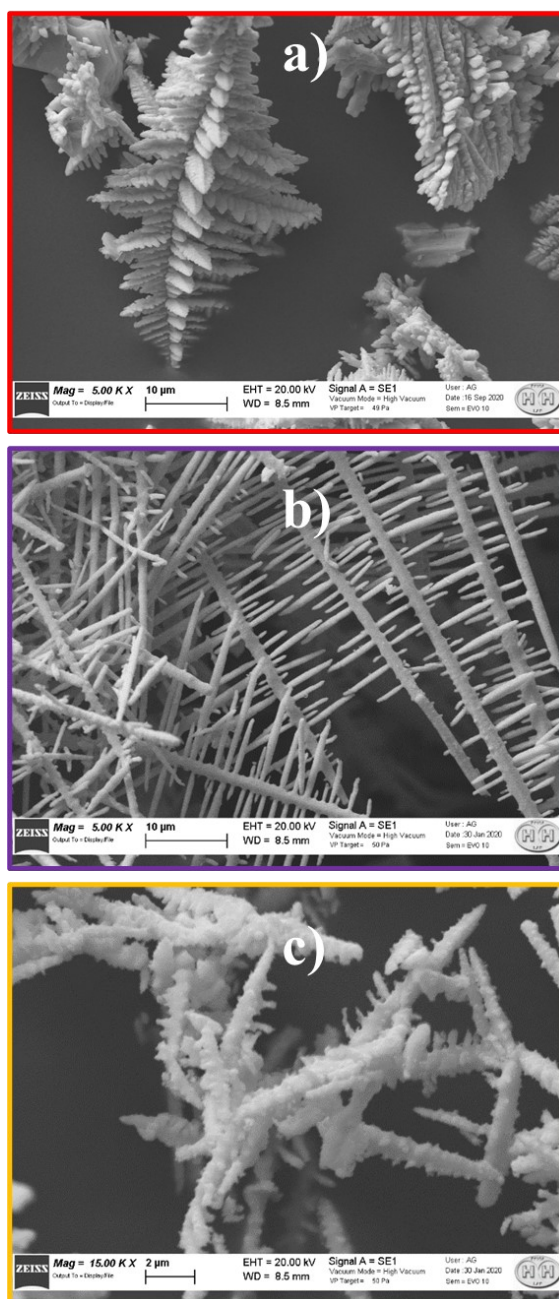 a)
ZEISS Mag = 5.00 K X 10 µm EHT = 20.00 kV Signal A = SE1 User : AG
Output To = Display/File WD = 8.5 mm Vacuum Mode = High Vacuum Date :16 Sep 2020
VP Target = 49 Pa Sem = EVO 10
b)
ZEISS Mag = 5.00 K X 10 µm EHT = 20.00 kV Signal A = SE1 User : AG
Output To = Display/File WD = 8.5 mm Vacuum Mode = High Vacuum Date :30 Jan 2020
VP Target = 50 Pa Sem = EVO 10
c)
ZEISS Mag = 15.00 K X 2 µm EHT = 20.00 kV Signal A = SE1 User : AG
Output To = Display/File WD = 8.5 mm Vacuum Mode = High Vacuum Date :30 Jan 2020
VP Target = 50 Pa Sem = EVO 10